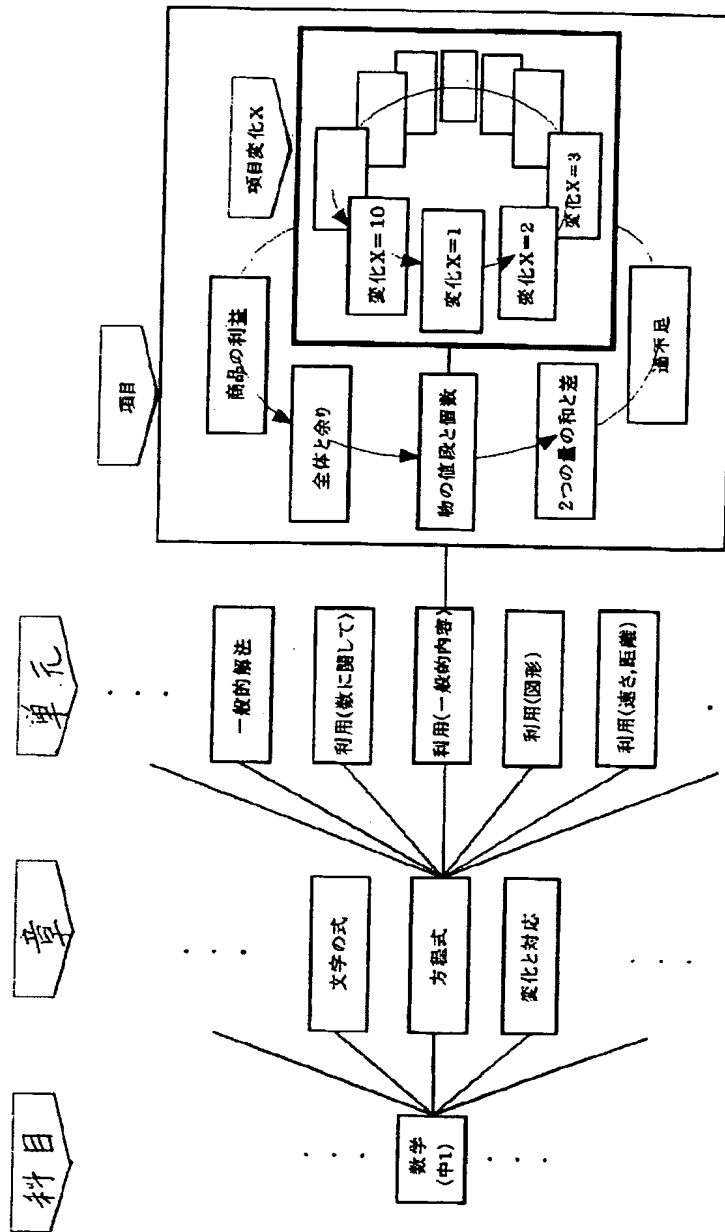 科目
章
単元
項目
項目変化X
数学
(中1)
文字の式
方程式
変化と対応
一般的解法
利用(数に関して)
利用(一般的内容)
利用(図形)
利用(速さ,距離)
商品の利益
全体と余り
物の値段と個数
2つの量の和と差
過不足
変化X=10
変化X=1
変化X=2
変化X=3